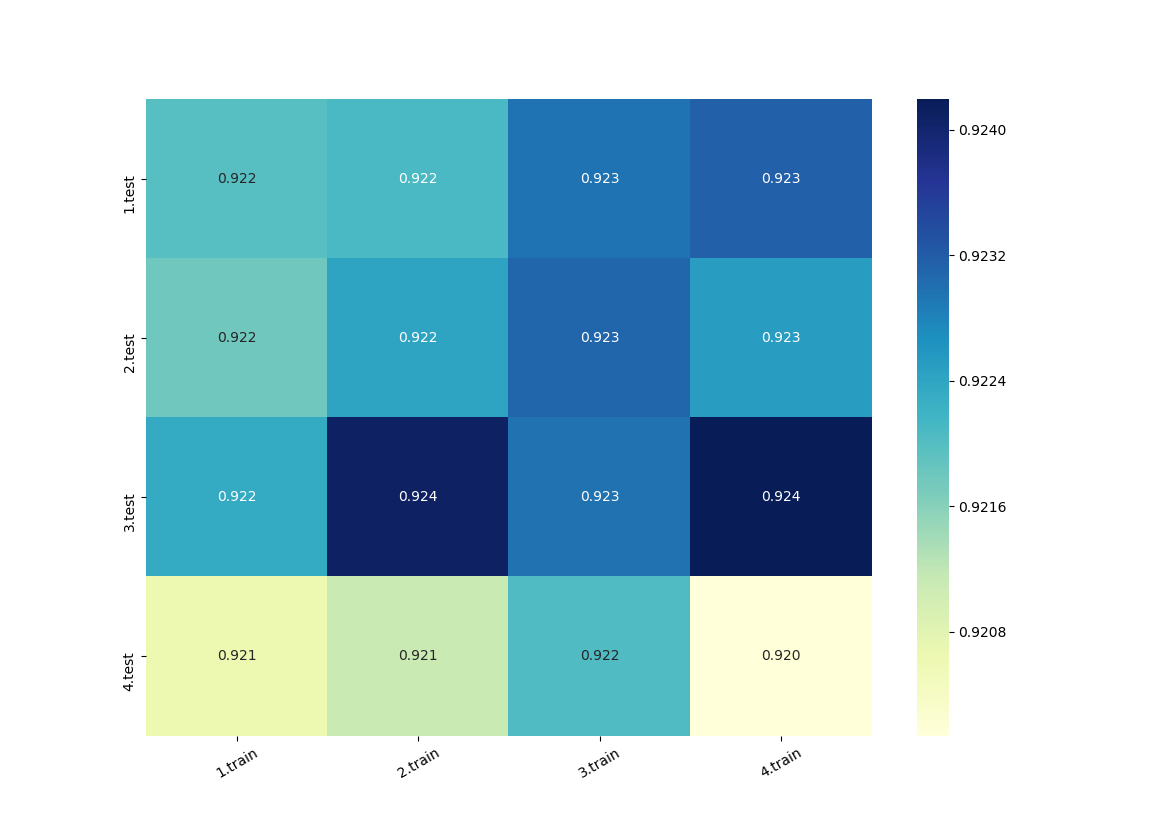 1.test 0.922 0.922 0.923 0.923
2.test 0.922 0.922 0.923 0.923
3.test 0.922 0.924 0.923 0.924
4.test 0.921 0.921 0.922 0.920
1.train 2.train 3.train 4.train
0.9240
0.9232
0.9224
0.9216
0.9208